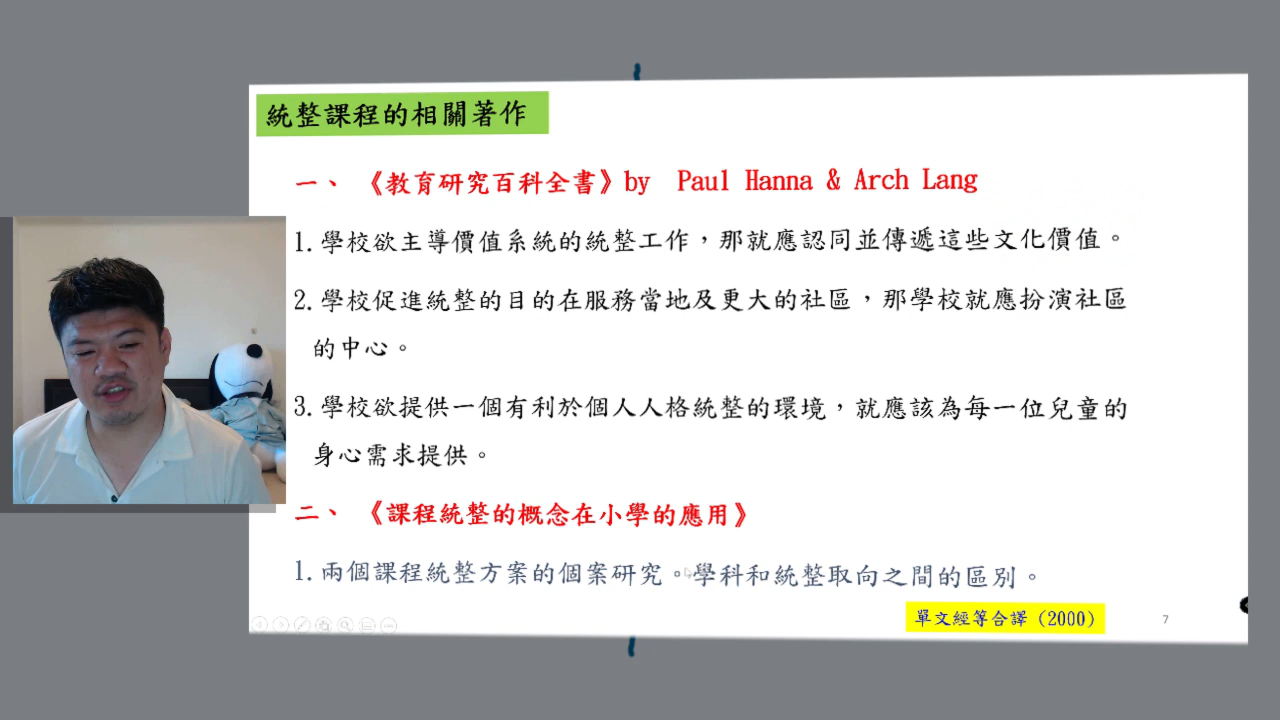 統整課程的相關著作
一、 《教育研究百科全書》by Paul Hanna & Arch Lang
1. 學校欲主導價值系統的統整工作，那就應認同並傳遞這些文化價值。
2. 學校促進統整的目的在服務當地及更大的社區，那學校就應扮演社區
的中心。
3. 學校欲提供一個有利於個人人格統整的環境，就應該為每一位兒童的
身心需求提供。
二、 《課程統整的概念在小學的應用》
1. 兩個課程統整方案的個案研究。學科和統整取向之間的區別。
單文經等合譯（2000）
7